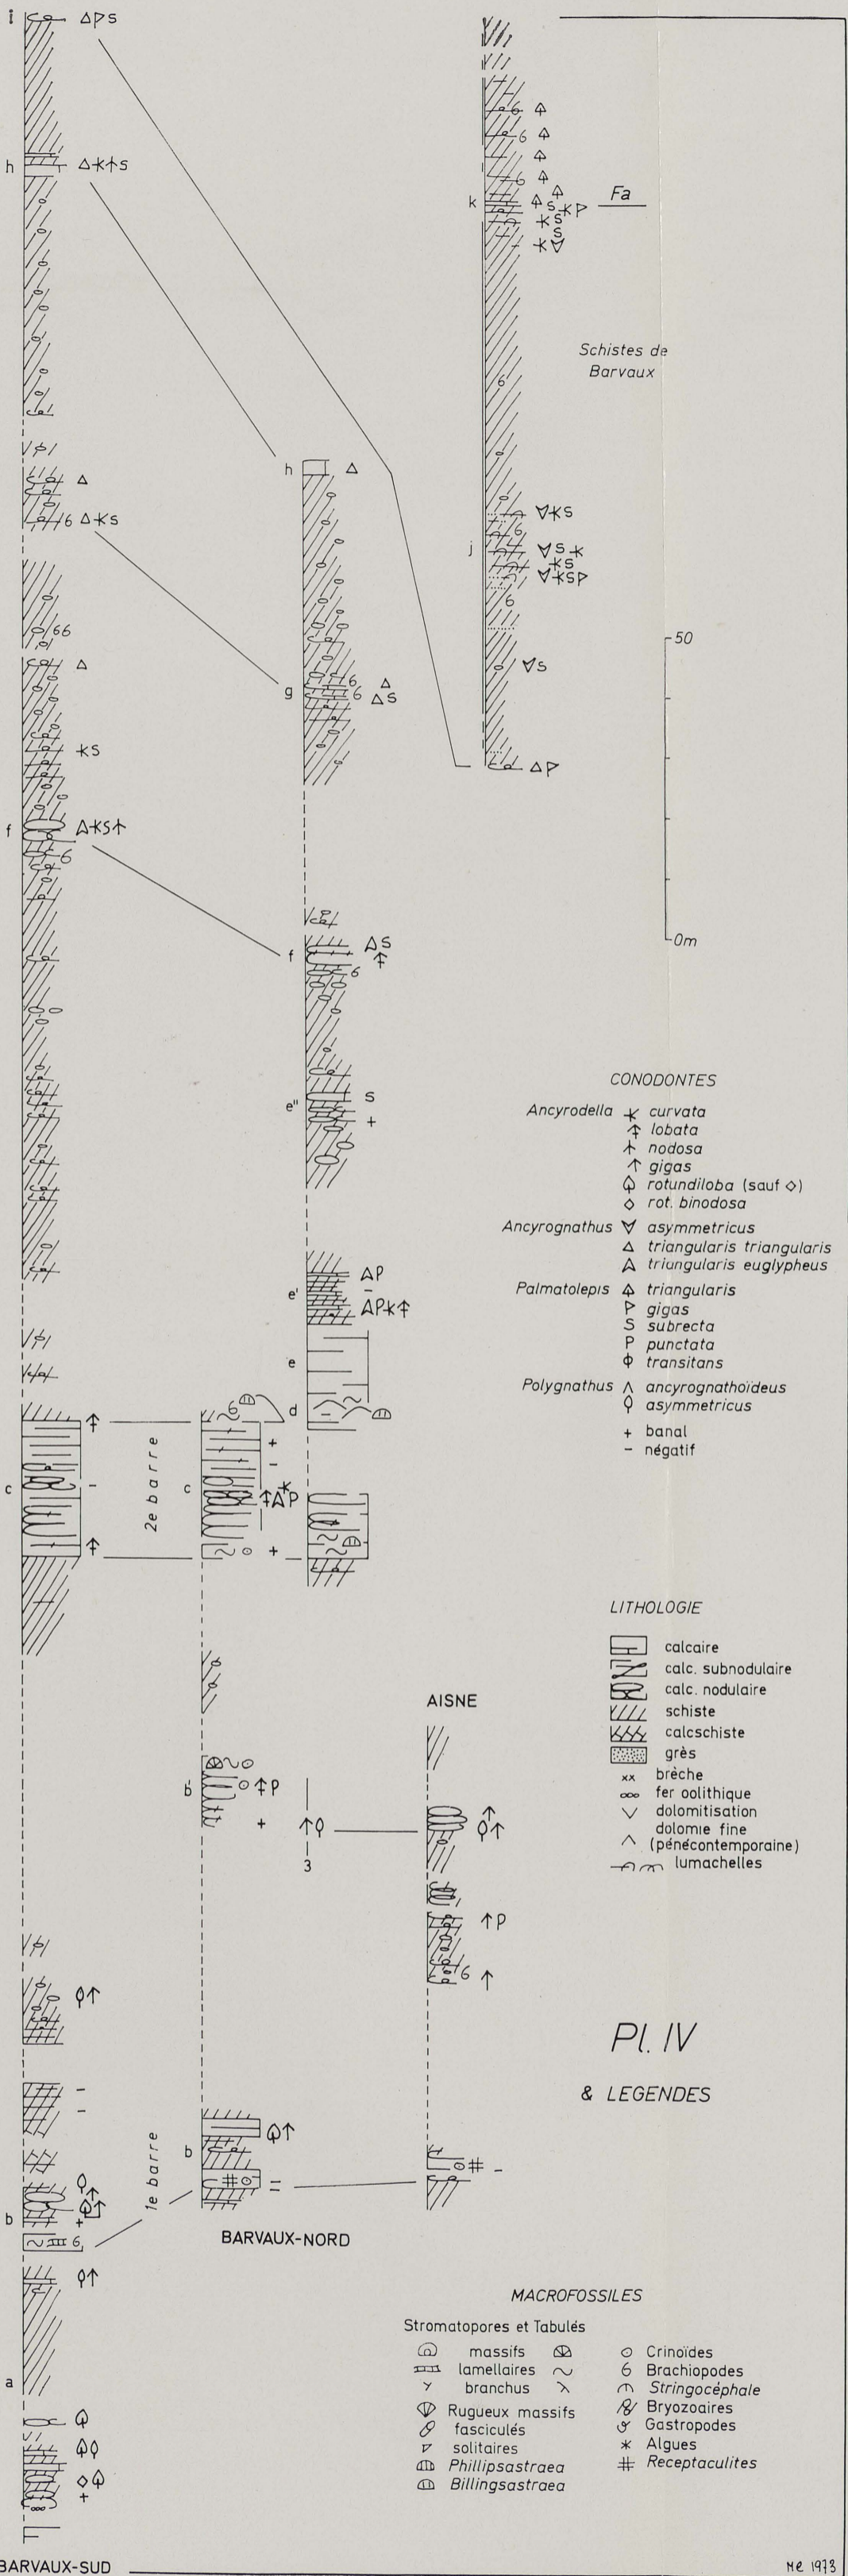 Fa
Schistes de
Barvaux
50
0m
CONODONTES
Ancyrodella curvata
lobata
nodosa
gigas
rotundiloba (sauf ◇)
rot. binodosa
Ancyrognathus asymmetricus
triangularis triangularis
triangularis euglypheus
Palmatolepis triangularis
gigas
S subrecta
P punctata
transitans
Polygnathus ancyrognathoïdeus
asymmetricus
+ banal
- négatif
2e barre
1e barre
LITHOLOGIE
calcaire
calc. subnodulaire
calc. nodulaire
schiste
calcschiste
grès
xx brèche
fer oolithique
dolomitisation
dolomie fine
(pénécontemporaine)
lumachelles
AISNE
3
Pl. IV
& LEGENDES
BARVAUX-NORD
MACROFOSSILES
Stromatopores et Tabulés
massifs
lamellaires
branchus
Rugueux massifs
fasciculés
solitaires
Phillipsastraea
Billingsastraea
Crinoïdes
Brachiopodes
Stringocéphale
Bryozoaires
Gastropodes
Algues
Receptaculites
BARVAUX-SUD
1973
i
h
f
c
b
a
h
g
f
e"
e'
e
d
c
b'
b
k
j